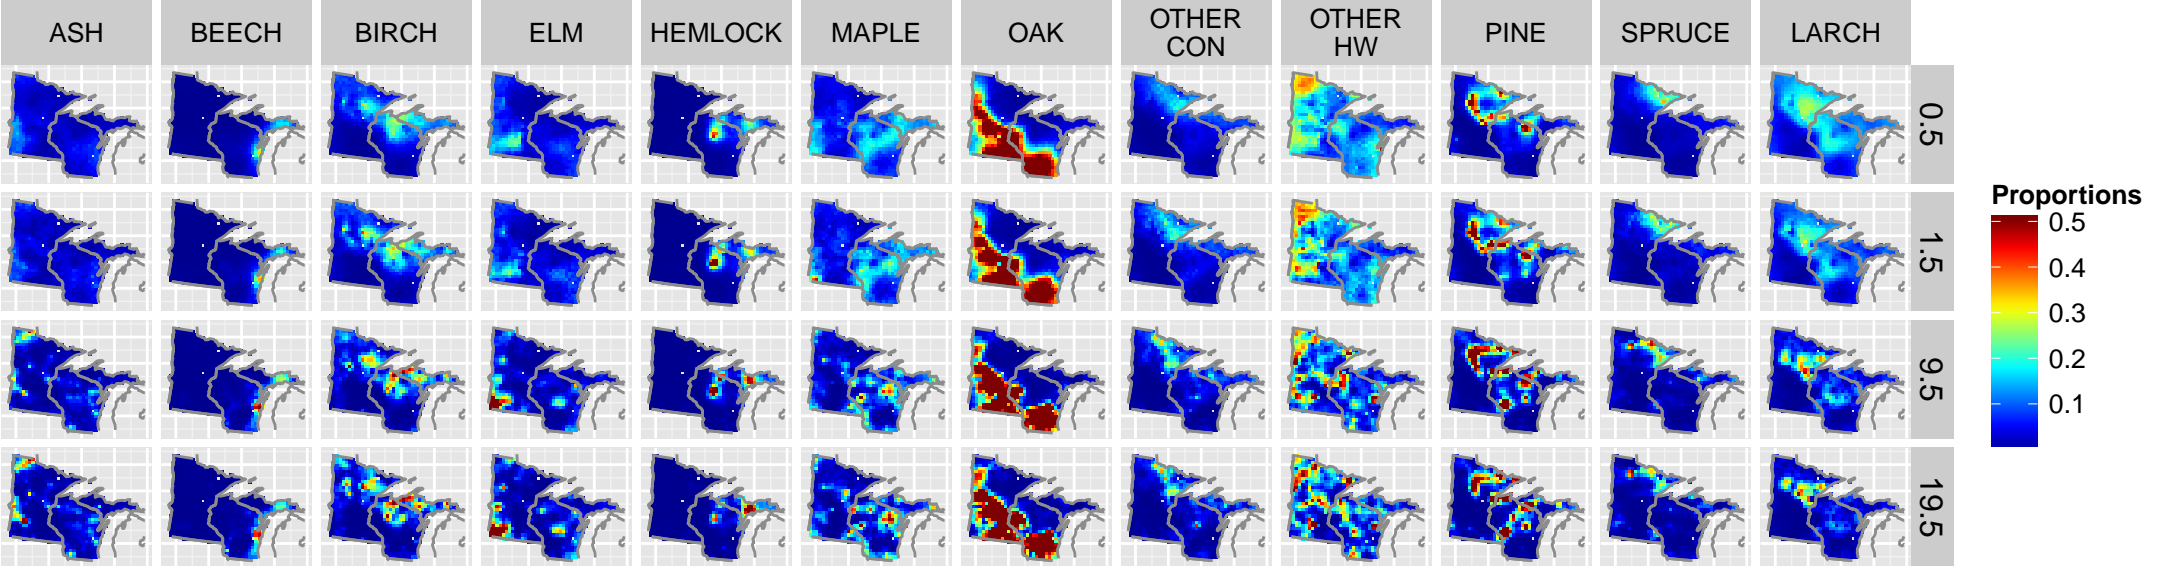 ASH
BEECH
BIRCH
ELM
HEMLOCK
MAPLE
OAK
OTHER
CON
OTHER
HW
PINE
SPRUCE
LARCH
0.5
1.5
9.5
19.5
Proportions
0.5
0.4
0.3
0.2
0.1